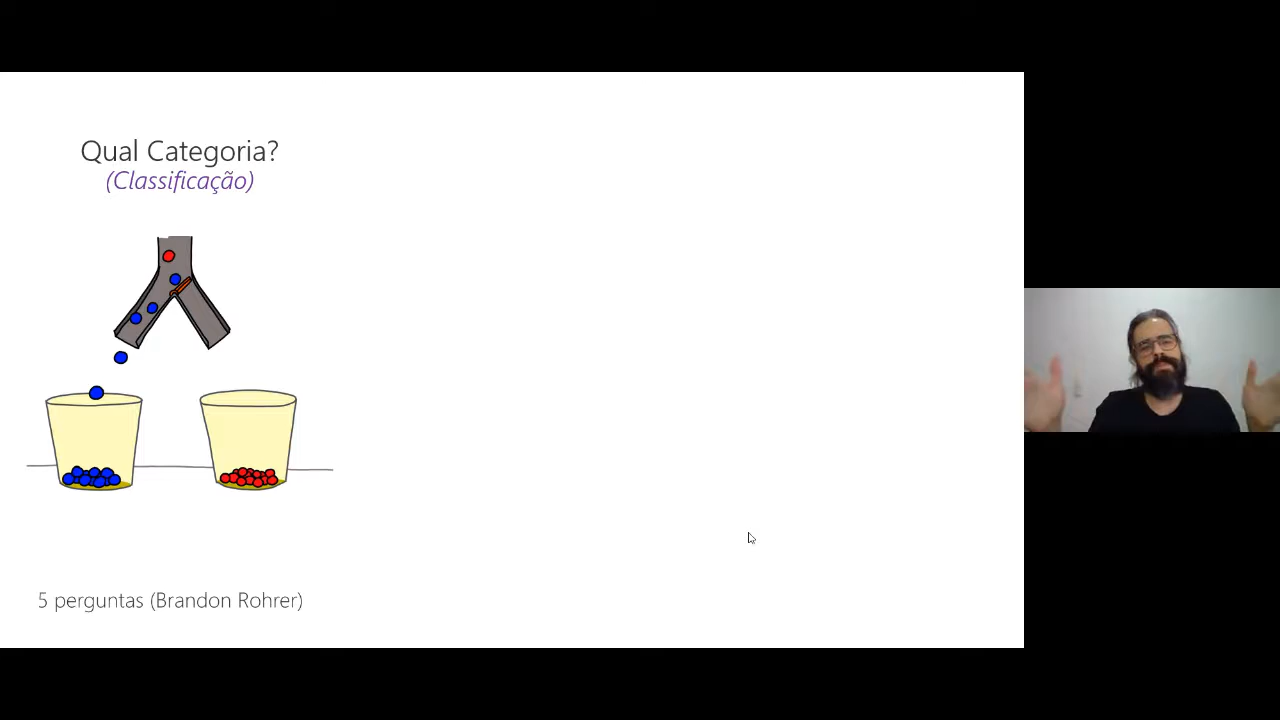 Qual Categoria?
(Classificação)
5 perguntas (Brandon Rohrer)